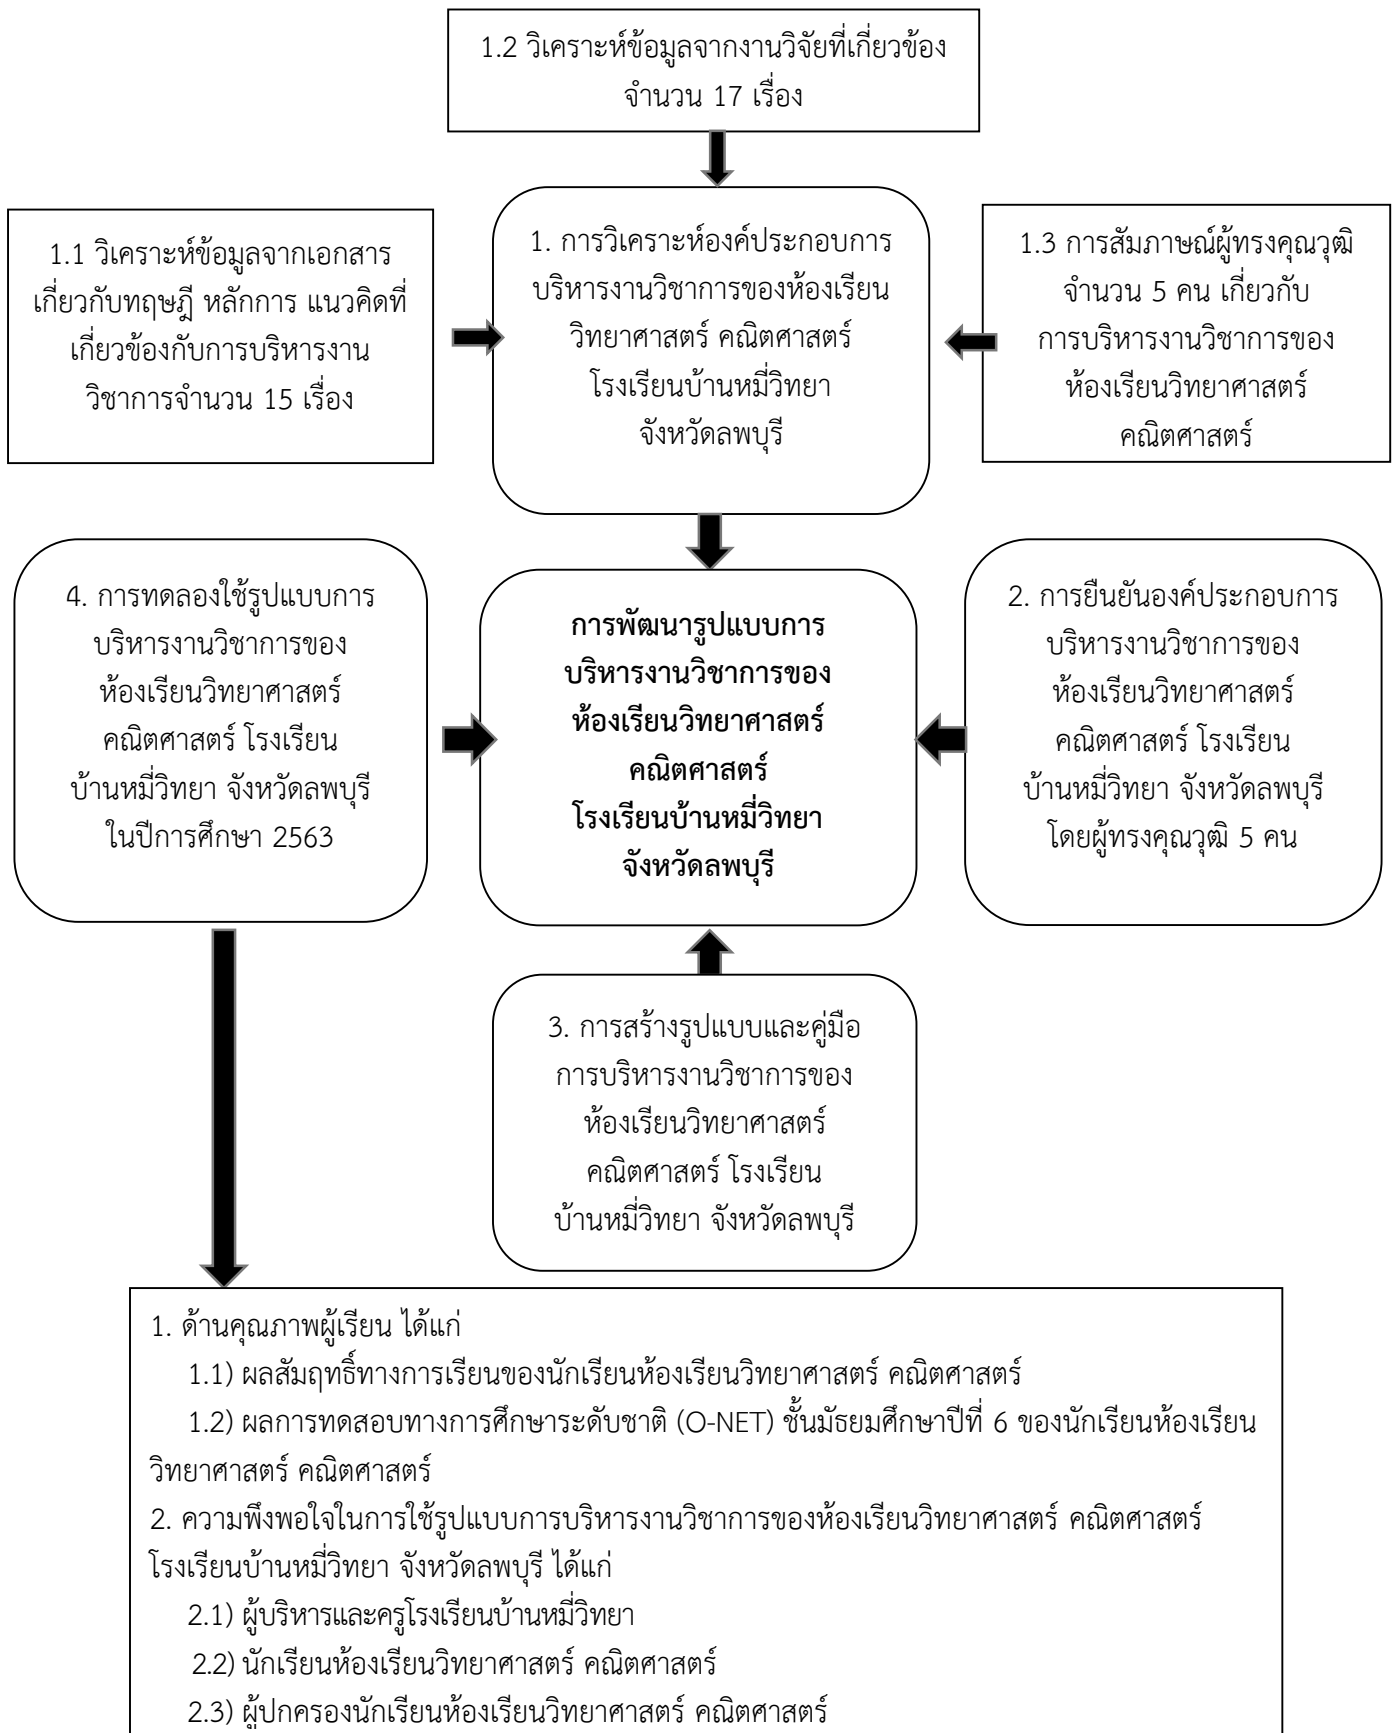 1.2 วิเคราะห์ข้อมูลจากงานวิจัยที่เกี่ยวข้อง
จำนวน 17 เรื่อง
1.1 วิเคราะห์ข้อมูลจากเอกสาร
เกี่ยวกับทฤษฎี หลักการ แนวคิดที่
เกี่ยวข้องกับการบริหารงาน
วิชาการจำนวน 15 เรื่อง
1. การวิเคราะห์องค์ประกอบการ
บริหารงานวิชาการของห้องเรียน
วิทยาศาสตร์ คณิตศาสตร์
โรงเรียนบ้านหมี่วิทยา
จังหวัดลพบุรี
1.3 การสัมภาษณ์ผู้ทรงคุณวุฒิ
จำนวน 5 คน เกี่ยวกับ
การบริหารงานวิชาการของ
ห้องเรียนวิทยาศาสตร์
คณิตศาสตร์
4. การทดลองใช้รูปแบบการ
บริหารงานวิชาการของ
ห้องเรียนวิทยาศาสตร์
คณิตศาสตร์ โรงเรียน
บ้านหมี่วิทยา จังหวัดลพบุรี
ในปีการศึกษา 2563
การพัฒนารูปแบบการ
บริหารงานวิชาการของ
ห้องเรียนวิทยาศาสตร์
คณิตศาสตร์
โรงเรียนบ้านหมี่วิทยา
จังหวัดลพบุรี
2. การยืนยันองค์ประกอบการ
บริหารงานวิชาการของ
ห้องเรียนวิทยาศาสตร์
คณิตศาสตร์ โรงเรียน
บ้านหมี่วิทยา จังหวัดลพบุรี
โดยผู้ทรงคุณวุฒิ 5 คน
3. การสร้างรูปแบบและคู่มือ
การบริหารงานวิชาการของ
ห้องเรียนวิทยาศาสตร์
คณิตศาสตร์ โรงเรียน
บ้านหมี่วิทยา จังหวัดลพบุรี
1. ด้านคุณภาพผู้เรียน ได้แก่
1.1) ผลสัมฤทธิ์ทางการเรียนของนักเรียนห้องเรียนวิทยาศาสตร์ คณิตศาสตร์
1.2) ผลการทดสอบทางการศึกษาระดับชาติ (O-NET) ชั้นมัธยมศึกษาปีที่ 6 ของนักเรียนห้องเรียน
วิทยาศาสตร์ คณิตศาสตร์
2. ความพึงพอใจในการใช้รูปแบบการบริหารงานวิชาการของห้องเรียนวิทยาศาสตร์ คณิตศาสตร์
โรงเรียนบ้านหมี่วิทยา จังหวัดลพบุรี ได้แก่
2.1) ผู้บริหารและครูโรงเรียนบ้านหมี่วิทยา
2.2) นักเรียนห้องเรียนวิทยาศาสตร์ คณิตศาสตร์
2.3) ผู้ปกครองนักเรียนห้องเรียนวิทยาศาสตร์ คณิตศาสตร์